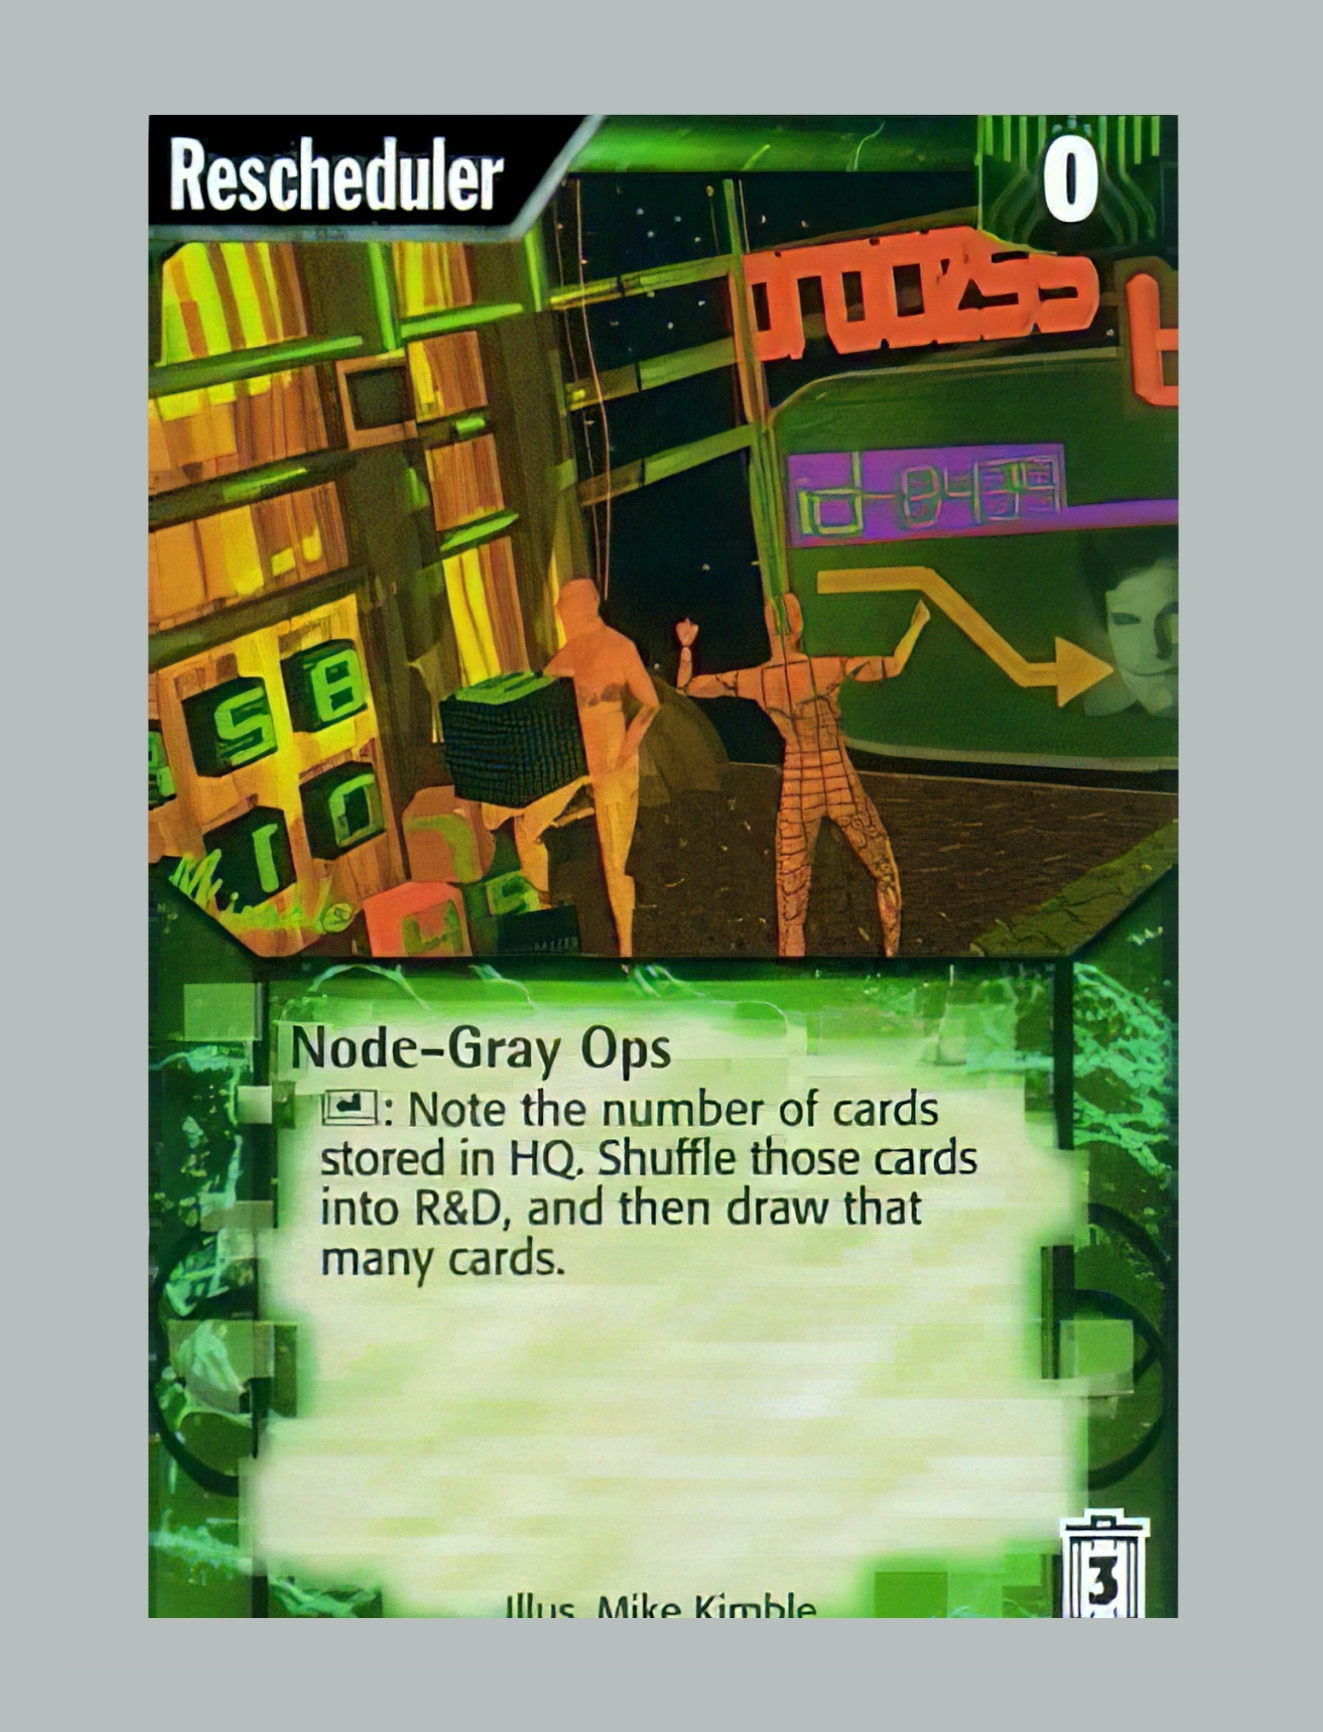 Rescheduler
0
d-8439
S B
I r
Node-Gray Ops
: Note the number of cards
stored in HQ. Shuffle those cards
into R&D, and then draw that
many cards.
3
Illus. Mike Kimble